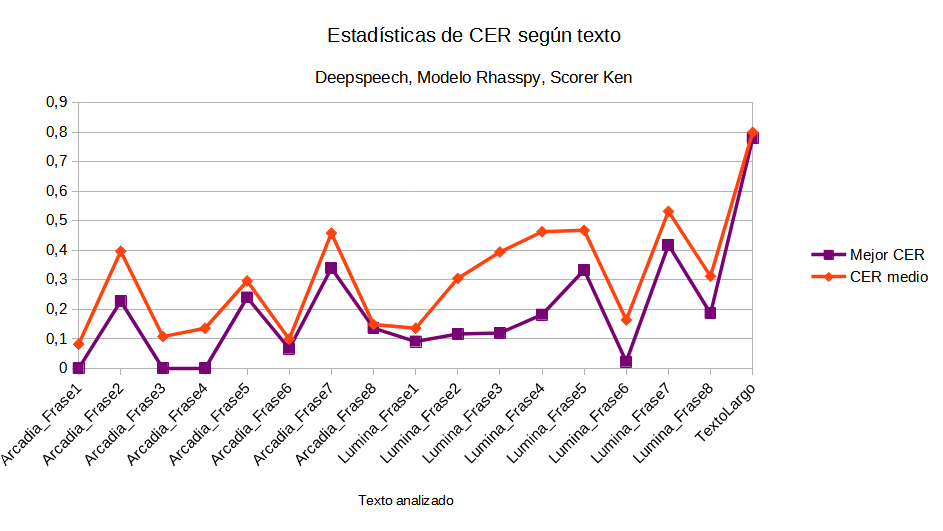 Estadísticas de CER según texto
Deepspeech, Modelo Rhasspy, Scorer Ken
0,9
0,8
0,7
0,6
0,5
0,4
0,3
0,2
0,1
0
Mejor CER
CER medio
Arcadia_Frase1
Arcadia_Frase2
Arcadia_Frase3
Arcadia_Frase4
Arcadia_Frase5
Arcadia_Frase6
Arcadia_Frase7
Arcadia_Frase8
Lumina_Frase1
Lumina_Frase2
Lumina_Frase3
Lumina_Frase4
Lumina_Frase5
Lumina_Frase6
Lumina_Frase7
Lumina_Frase8
TextoLargo
Texto analizado